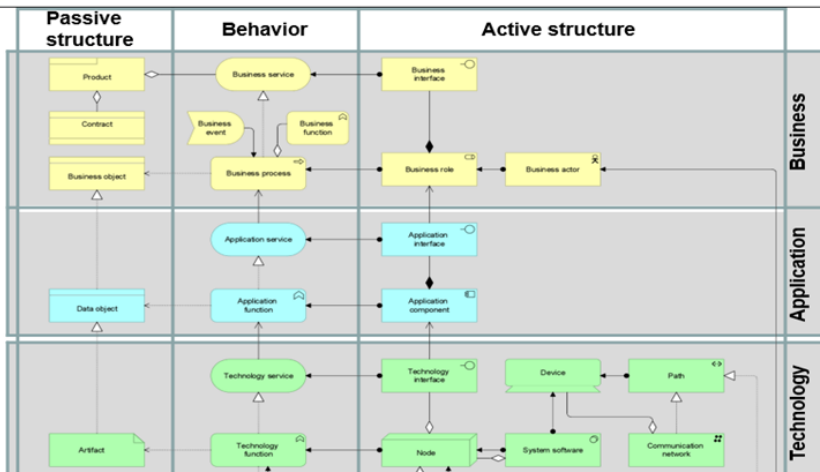 Passive
structure
Behavior
Active structure
Product
Business service
Business
interface
Contract
Business
event
Business
function
Business object
Business process
Business role
Business actor
Business
Application service
Application
interface
Data object
Application
function
Application
component
Application
Technology service
Technology
interface
Device
Path
Artifact
Technology
function
Node
System software
Communication
network
Technology